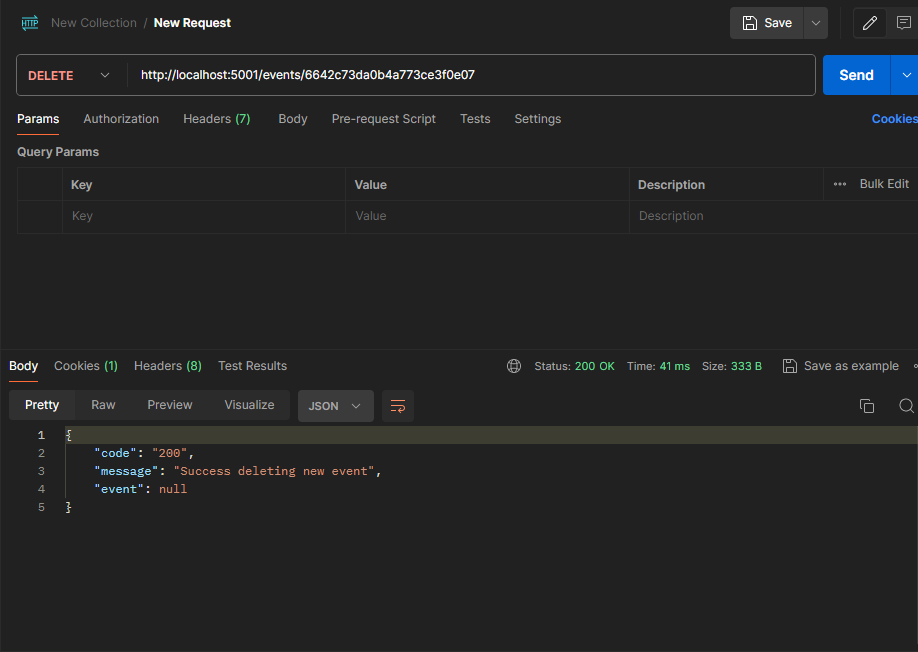 HTTP New Collection / New Request Save
DELETE http://localhost:5001/events/6642c73da0b4a773ce3f0e07 Send
Params Authorization Headers (7) Body Pre-request Script Tests Settings Cookies
Query Params
Key Value Description ••• Bulk Edit
Key Value Description
Body Cookies (1) Headers (8) Test Results Status: 200 OK Time: 41 ms Size: 333 B Save as example
Pretty Raw Preview Visualize JSON
1 {
2 "code": "200",
3 "message": "Success deleting new event",
4 "event": null
5 }